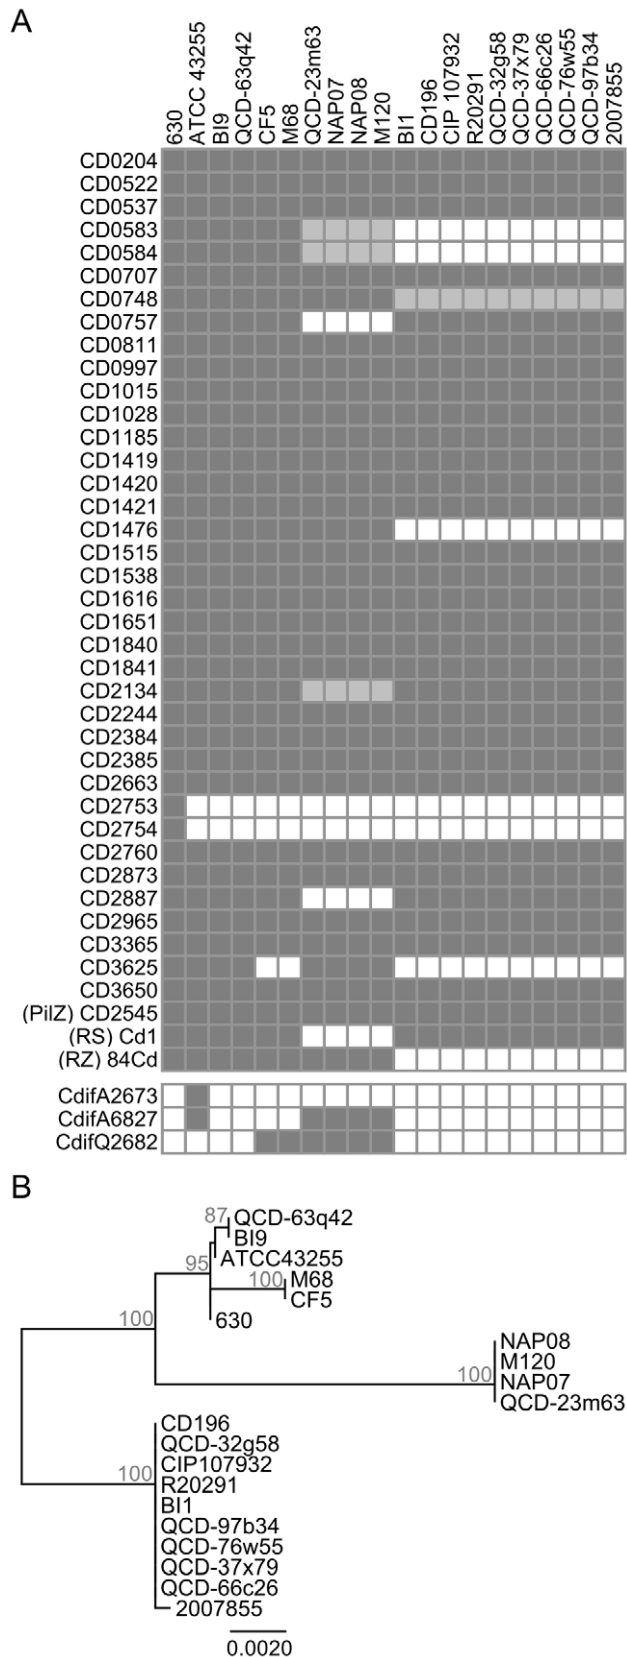 A
630
ATCC 43255
BI9
QCD-63q42
CF5
M68
QCD-23m63
NAP07
NAP08
M120
BI1
CD196
CIP 107932
R20291
QCD-32g58
QCD-37x79
QCD-66c26
QCD-76w55
QCD-97b34
2007855
CD0204
CD0522
CD0537
CD0583
CD0584
CD0707
CD0748
CD0757
CD0811
CD0997
CD1015
CD1028
CD1185
CD1419
CD1420
CD1421
CD1476
CD1515
CD1538
CD1616
CD1651
CD1840
CD1841
CD2134
CD2244
CD2384
CD2385
CD2663
CD2753
CD2754
CD2760
CD2873
CD2887
CD2965
CD3365
CD3625
CD3650
(PilZ) CD2545
(RS) Cd1
(RZ) 84Cd
CdifA2673
CdifA6827
CdifQ2682
B
87 QCD-63q42
BI9
95 ATCC43255
100 M68
CF5
100 630
NAP08
M120
100 NAP07
QCD-23m63
CD196
QCD-32g58
100 CIP107932
R20291
BI1
QCD-97b34
QCD-76w55
QCD-37x79
QCD-66c26
2007855
0.0020